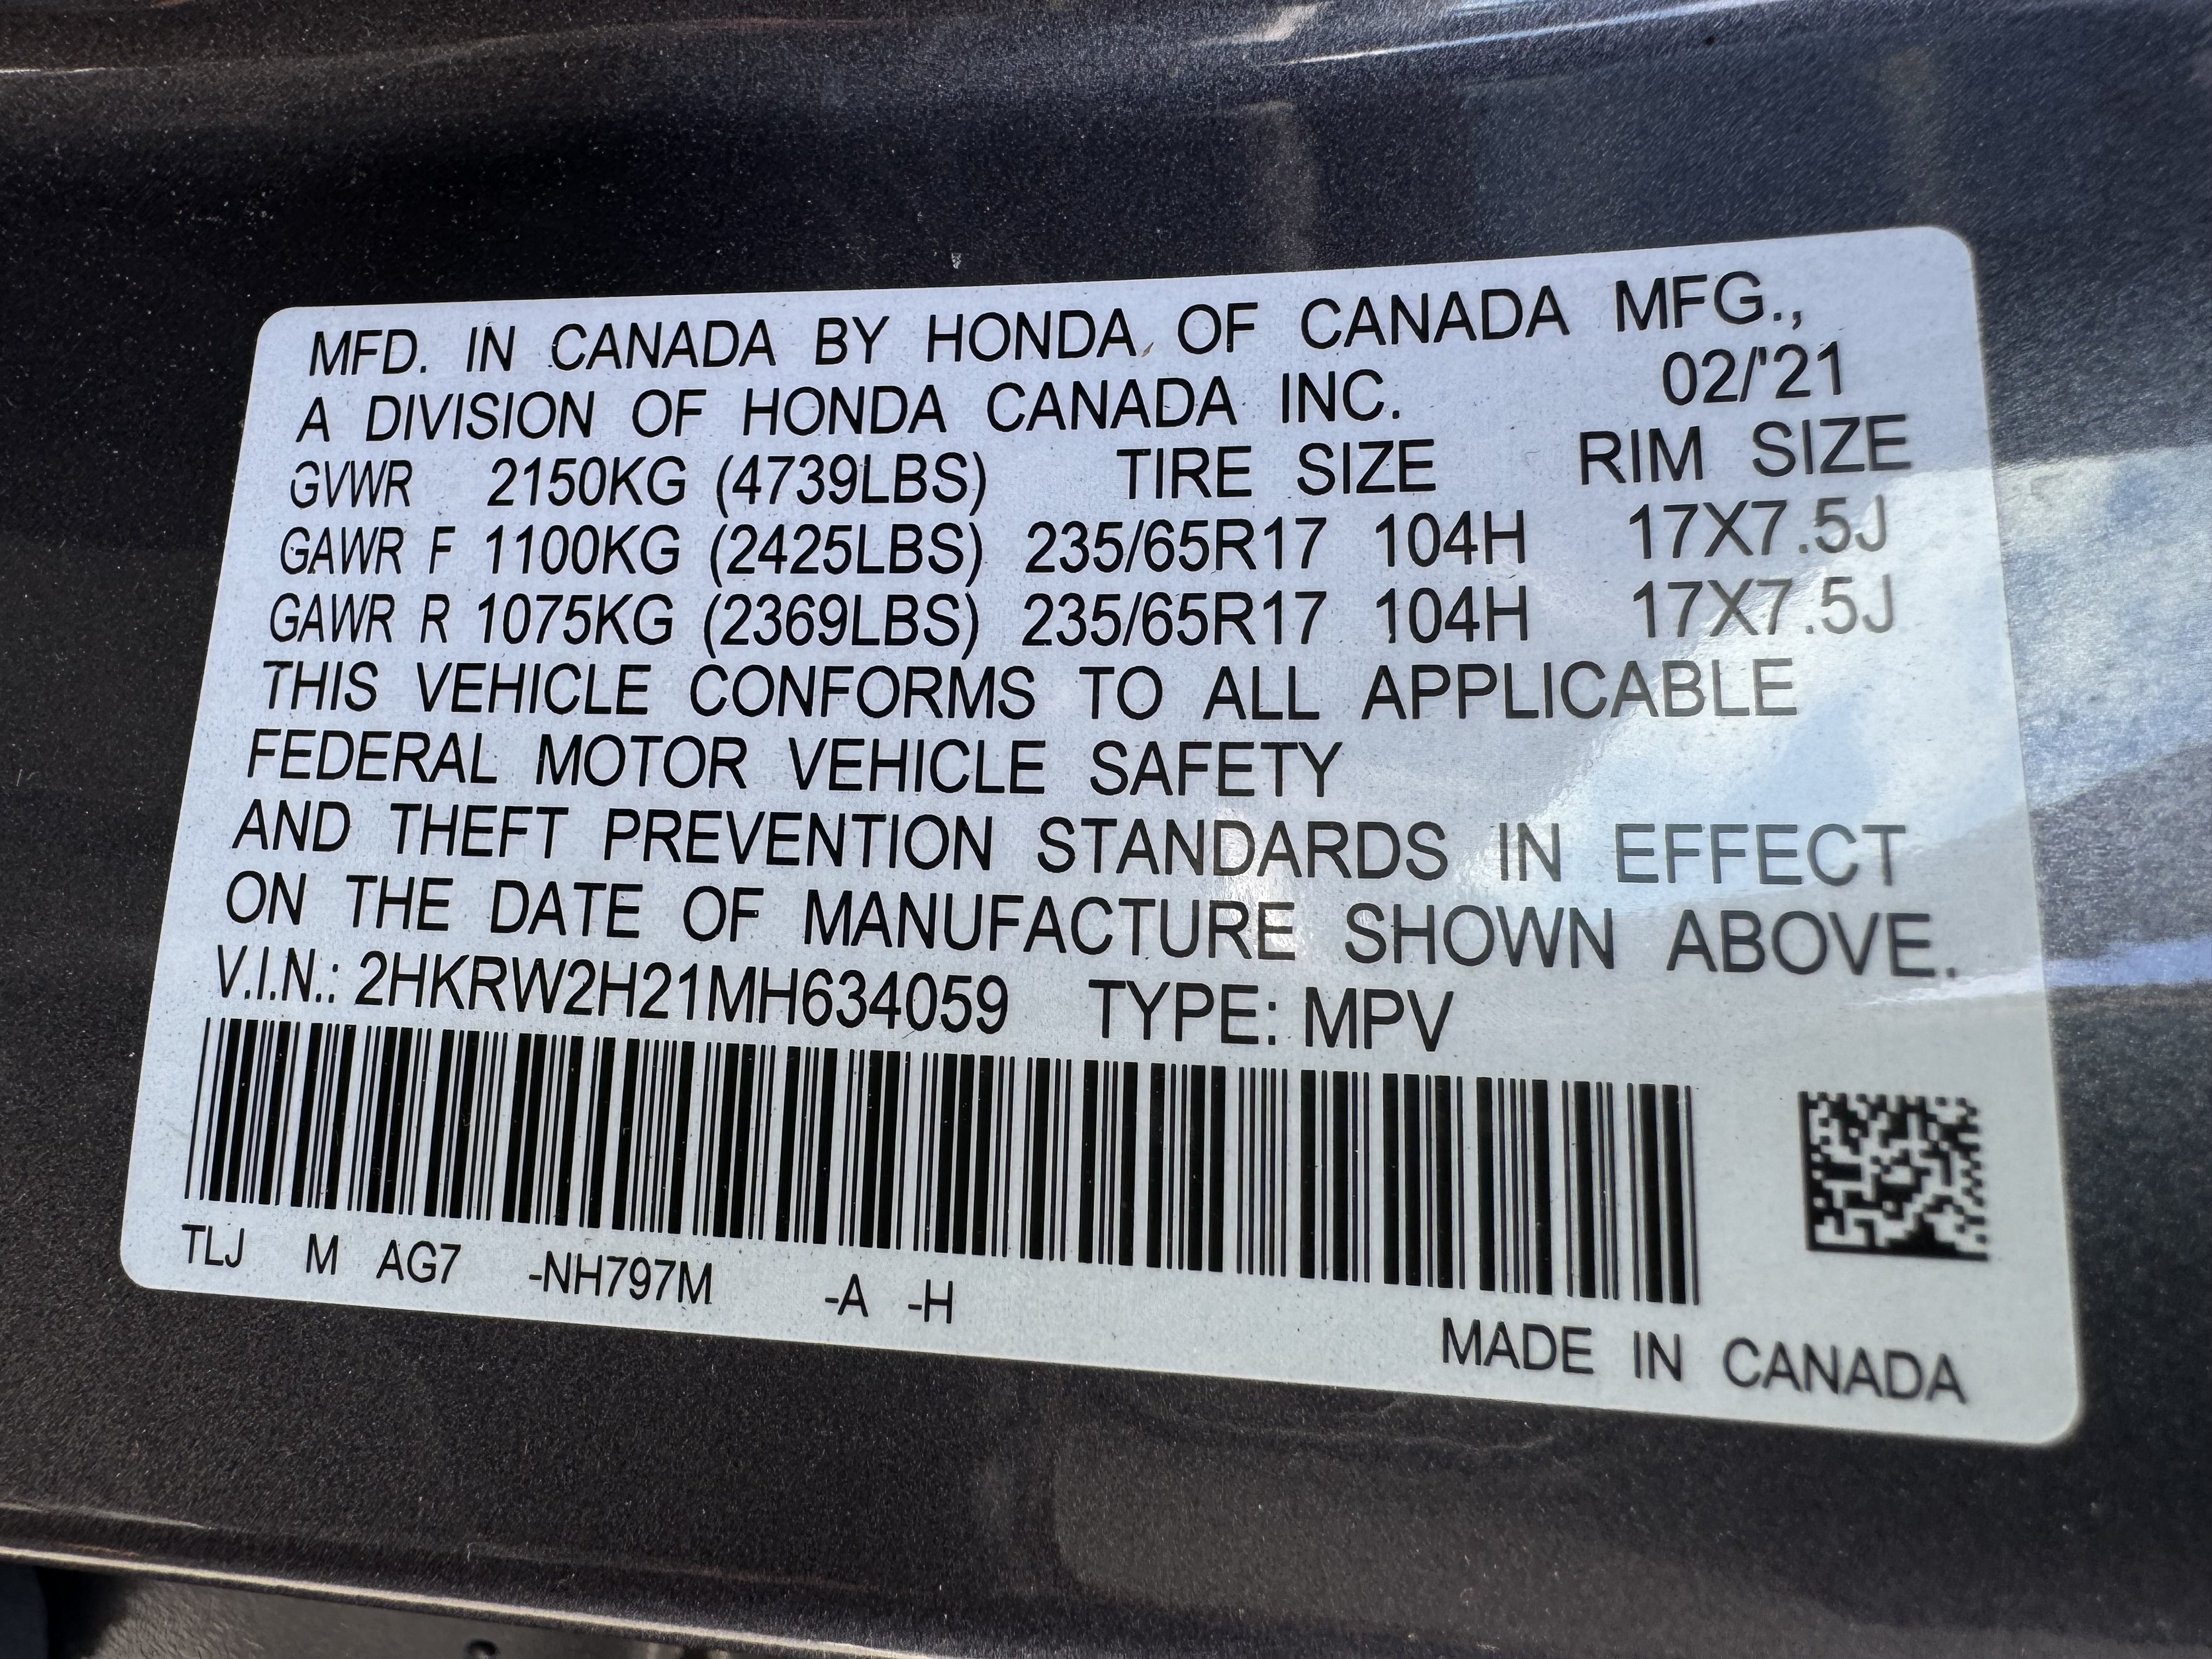 MFD. IN CANADA BY HONDA OF CANADA MFG.,
A DIVISION OF HONDA CANADA INC. 02/'21
GVWR 2150KG (4739LBS) TIRE SIZE RIM SIZE
GAWR F 1100KG (2425LBS) 235/65R17 104H 17X7.5J
GAWR R 1075KG (2369LBS) 235/65R17 104H 17X7.5J
THIS VEHICLE CONFORMS TO ALL APPLICABLE
FEDERAL MOTOR VEHICLE SAFETY
AND THEFT PREVENTION STANDARDS IN EFFECT
ON THE DATE OF MANUFACTURE SHOWN ABOVE.
V.I.N.: 2HKRW2H21MH634059 TYPE: MPV
TLJ M AG7 -NH797M -A -H
MADE IN CANADA